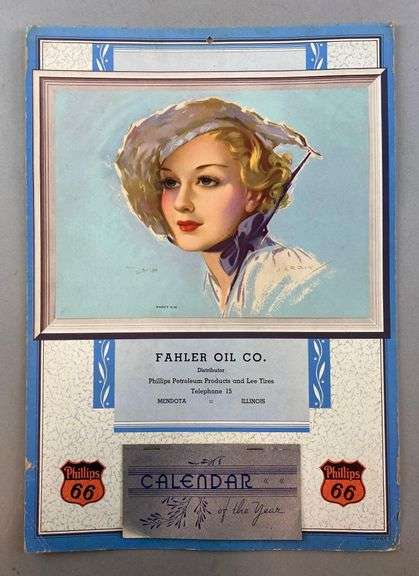 FAHLER OIL CO.
Distributor
Phillips Petroleum Products and Lee Tires
Telephone 15
MENDOTA :: ILLINOIS
CALENDAR
of the Year
Phillips
66
Phillips
66